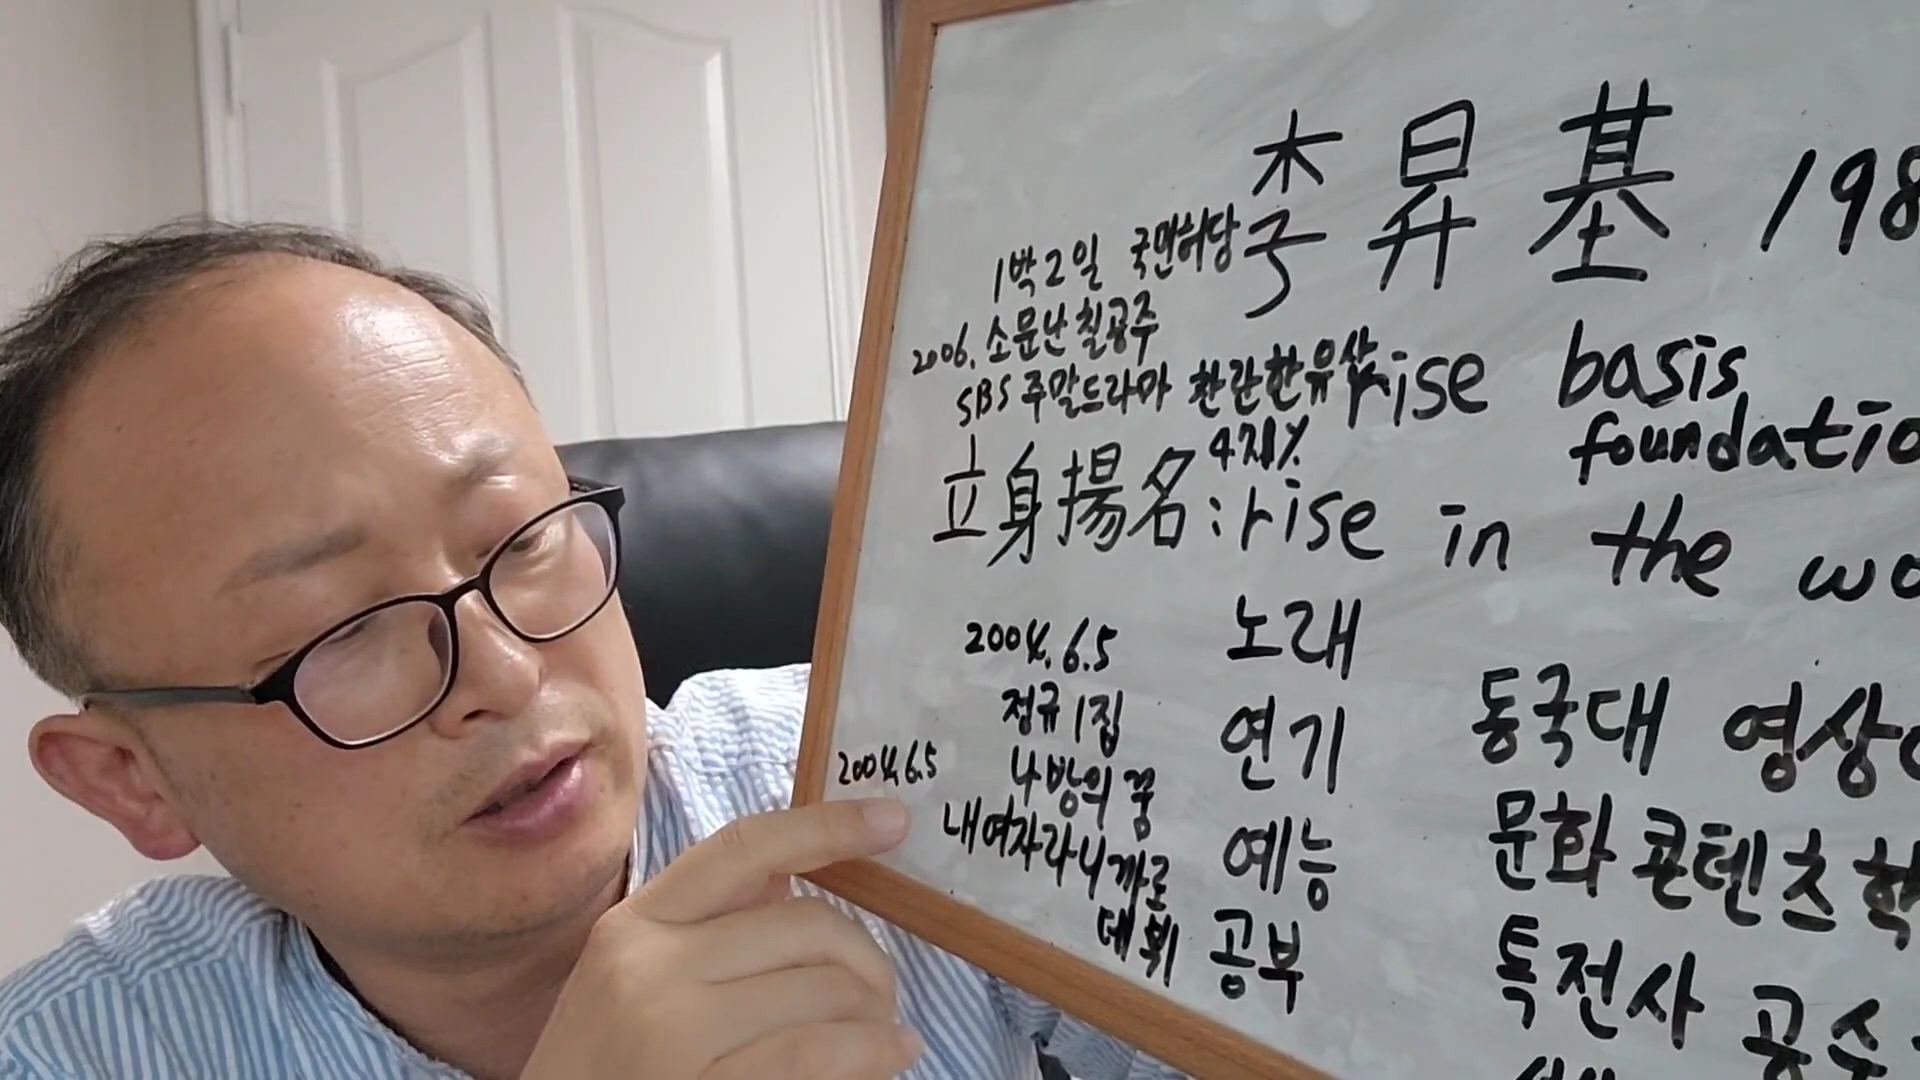 李昇基 198
1박2일 국민허당
2006. 소문난 칠공주
SBS 주말드라마 찬란한유산
rise basis
foundatio
47.1%
立身揚名:rise in the wo
2004.6.5 노래
정규1집 연기 동국대 영상
2004.6.5 나방의 꿈
내여자라니까로 예능 문화콘텐츠학
데뷔 공부 특전사 공수